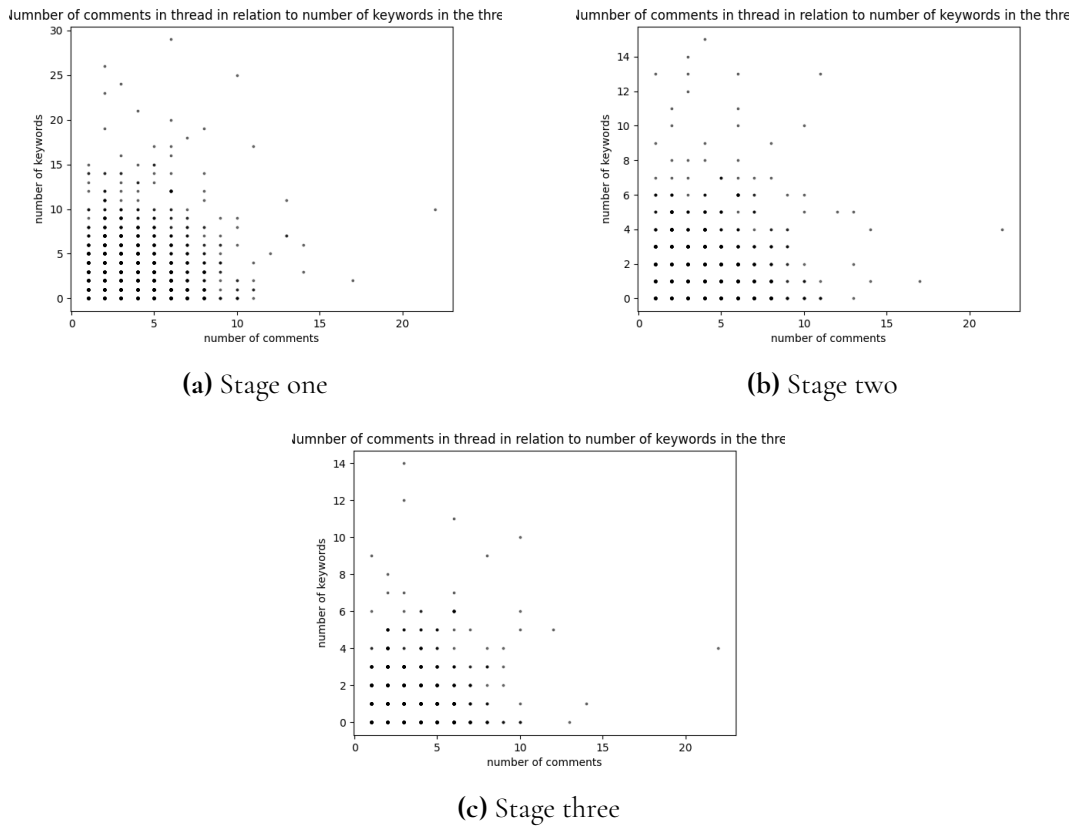 Numnber of comments in thread in relation to number of keywords in the thre
30
25
20
15
10
5
0
number of keywords
0 5 10 15 20
number of comments
(a) Stage one
Numnber of comments in thread in relation to number of keywords in the thre
14
12
10
8
6
4
2
0
number of keywords
0 5 10 15 20
number of comments
(b) Stage two
Numnber of comments in thread in relation to number of keywords in the thre
14
12
10
8
6
4
2
0
number of keywords
0 5 10 15 20
number of comments
(c) Stage three